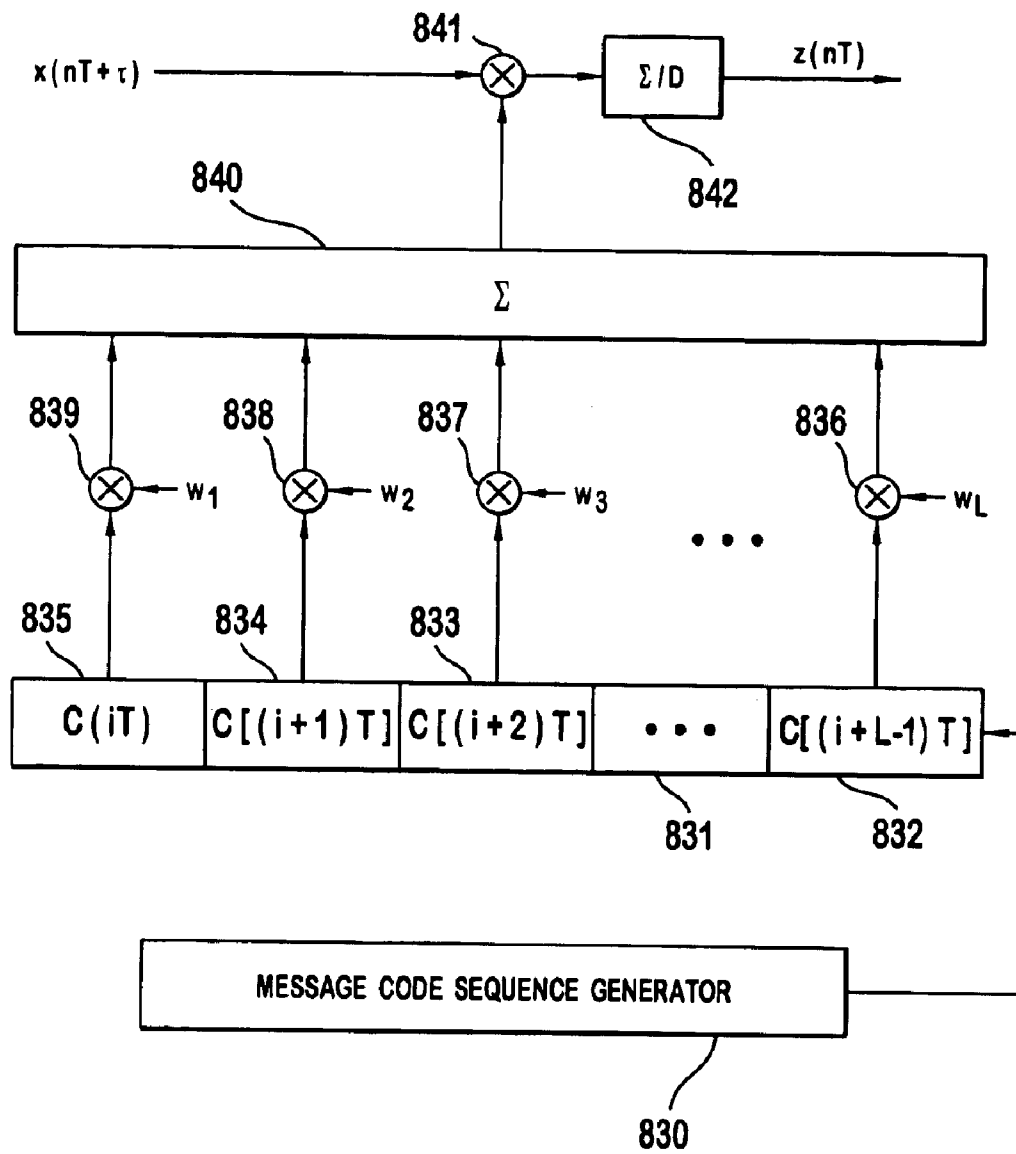 841
x(nT+τ)
Σ/D
z(nT)
842
840
Σ
839
838
837
836
w1
w2
w3
• • •
wL
835
834
833
C(iT)
C[(i+1)T]
C[(i+2)T]
• • •
C[(i+L-1)T]
831
832
MESSAGE CODE SEQUENCE GENERATOR
830